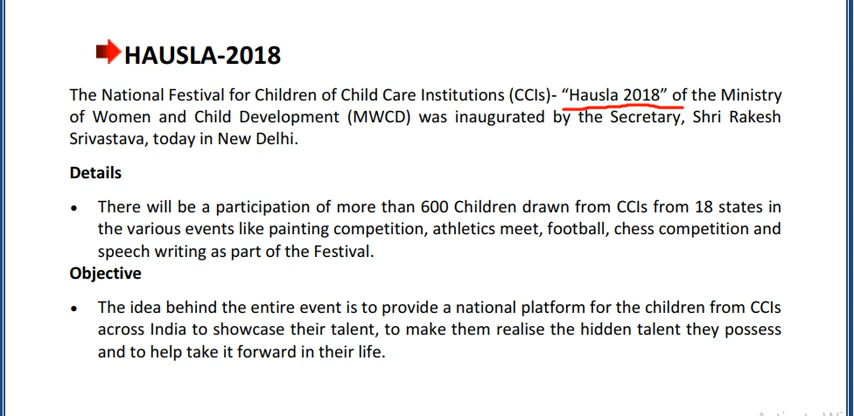 HAUSLA-2018
The National Festival for Children of Child Care Institutions (CCIs)- “Hausla 2018” of the Ministry
of Women and Child Development (MWCD) was inaugurated by the Secretary, Shri Rakesh
Srivastava, today in New Delhi.
Details
• There will be a participation of more than 600 Children drawn from CCIs from 18 states in
the various events like painting competition, athletics meet, football, chess competition and
speech writing as part of the Festival.
Objective
• The idea behind the entire event is to provide a national platform for the children from CCIs
across India to showcase their talent, to make them realise the hidden talent they possess
and to help take it forward in their life.